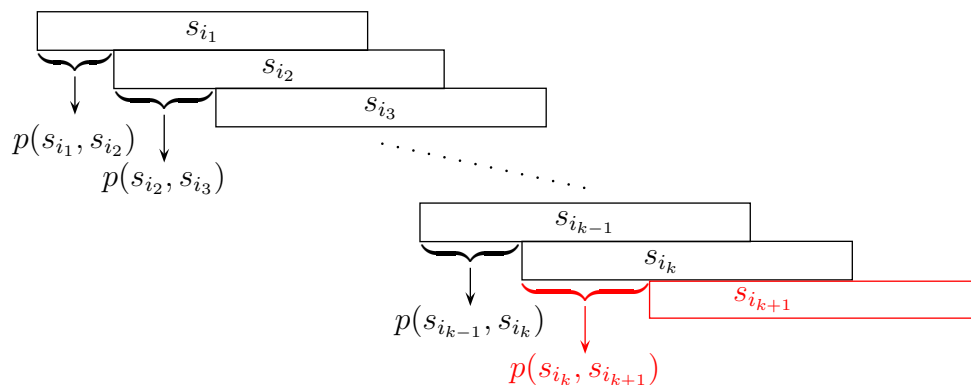 s_{i_1}
s_{i_2}
s_{i_3}
p(s_{i_1}, s_{i_2})
p(s_{i_2}, s_{i_3})
s_{i_{k-1}}
s_{i_k}
s_{i_{k+1}}
p(s_{i_{k-1}}, s_{i_k})
p(s_{i_k}, s_{i_{k+1}})